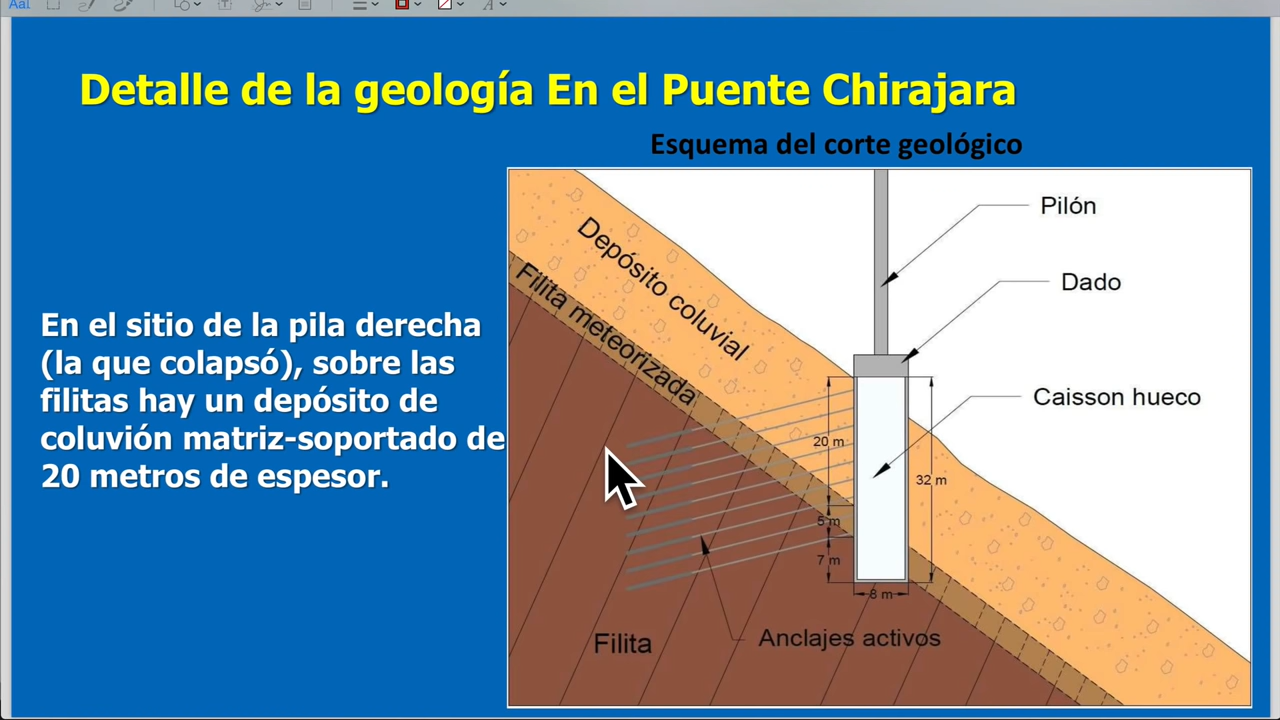 Detalle de la geología En el Puente Chirajara
Esquema del corte geológico
En el sitio de la pila derecha
(la que colapsó), sobre las
filitas hay un depósito de
coluvión matriz-soportado de
20 metros de espesor.
Depósito coluvial
Filita meteorizada
Filita
Pilón
Dado
Caisson hueco
20 m
32 m
5 m
7 m
8 m
Anclajes activos